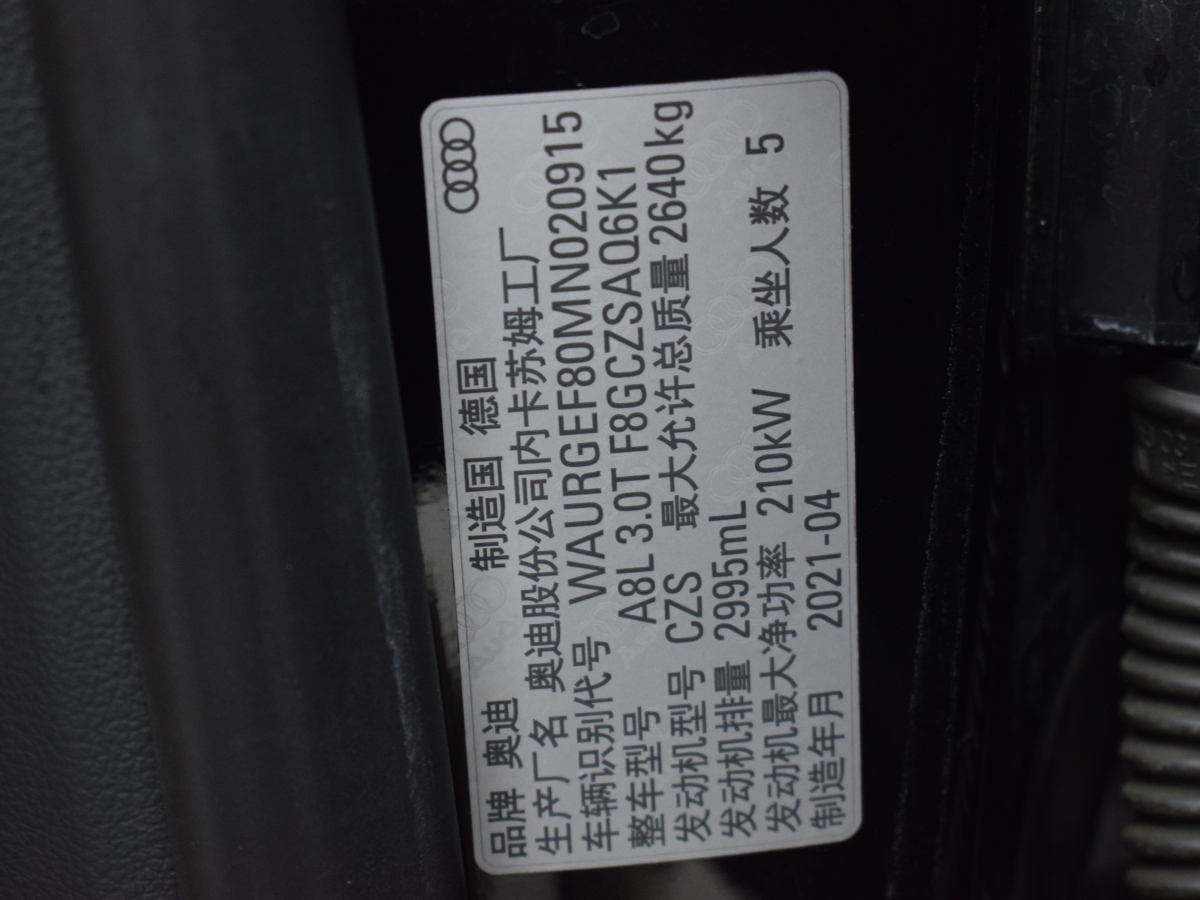 品牌 奥迪 制造国 德国
生产厂名 奥迪股份公司内卡苏姆工厂
车辆识别代号 WAURGEF80MN020915
整车型号 A8L 3.0T F8GCZSAQ6K1
发动机型号 CZS 最大允许总质量 2640kg
发动机排量 2995mL
发动机最大净功率 210kW 乘坐人数 5
制造年月 2021-04